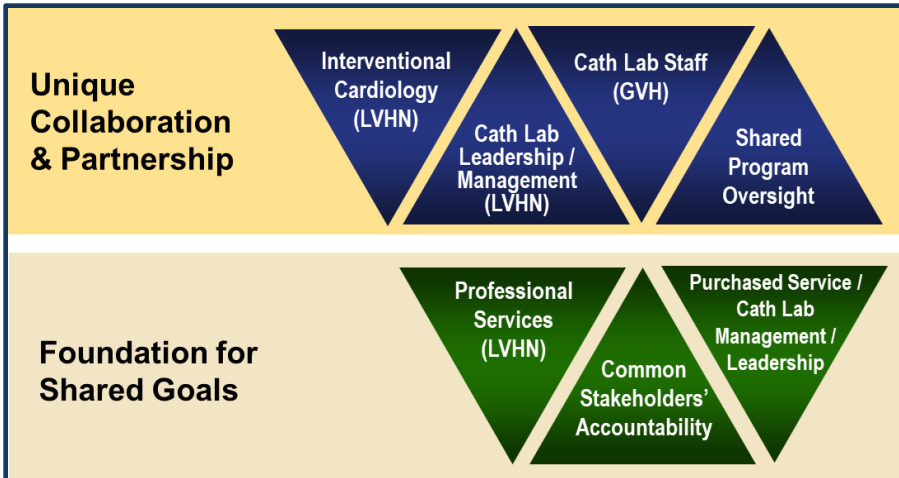 Unique
Collaboration
& Partnership
Interventional
Cardiology
(LVHN)
Cath Lab
Leadership /
Management
(LVHN)
Cath Lab Staff
(GVH)
Shared
Program
Oversight
Foundation for
Shared Goals
Professional
Services
(LVHN)
Common
Stakeholders’
Accountability
Purchased Service /
Cath Lab
Management /
Leadership